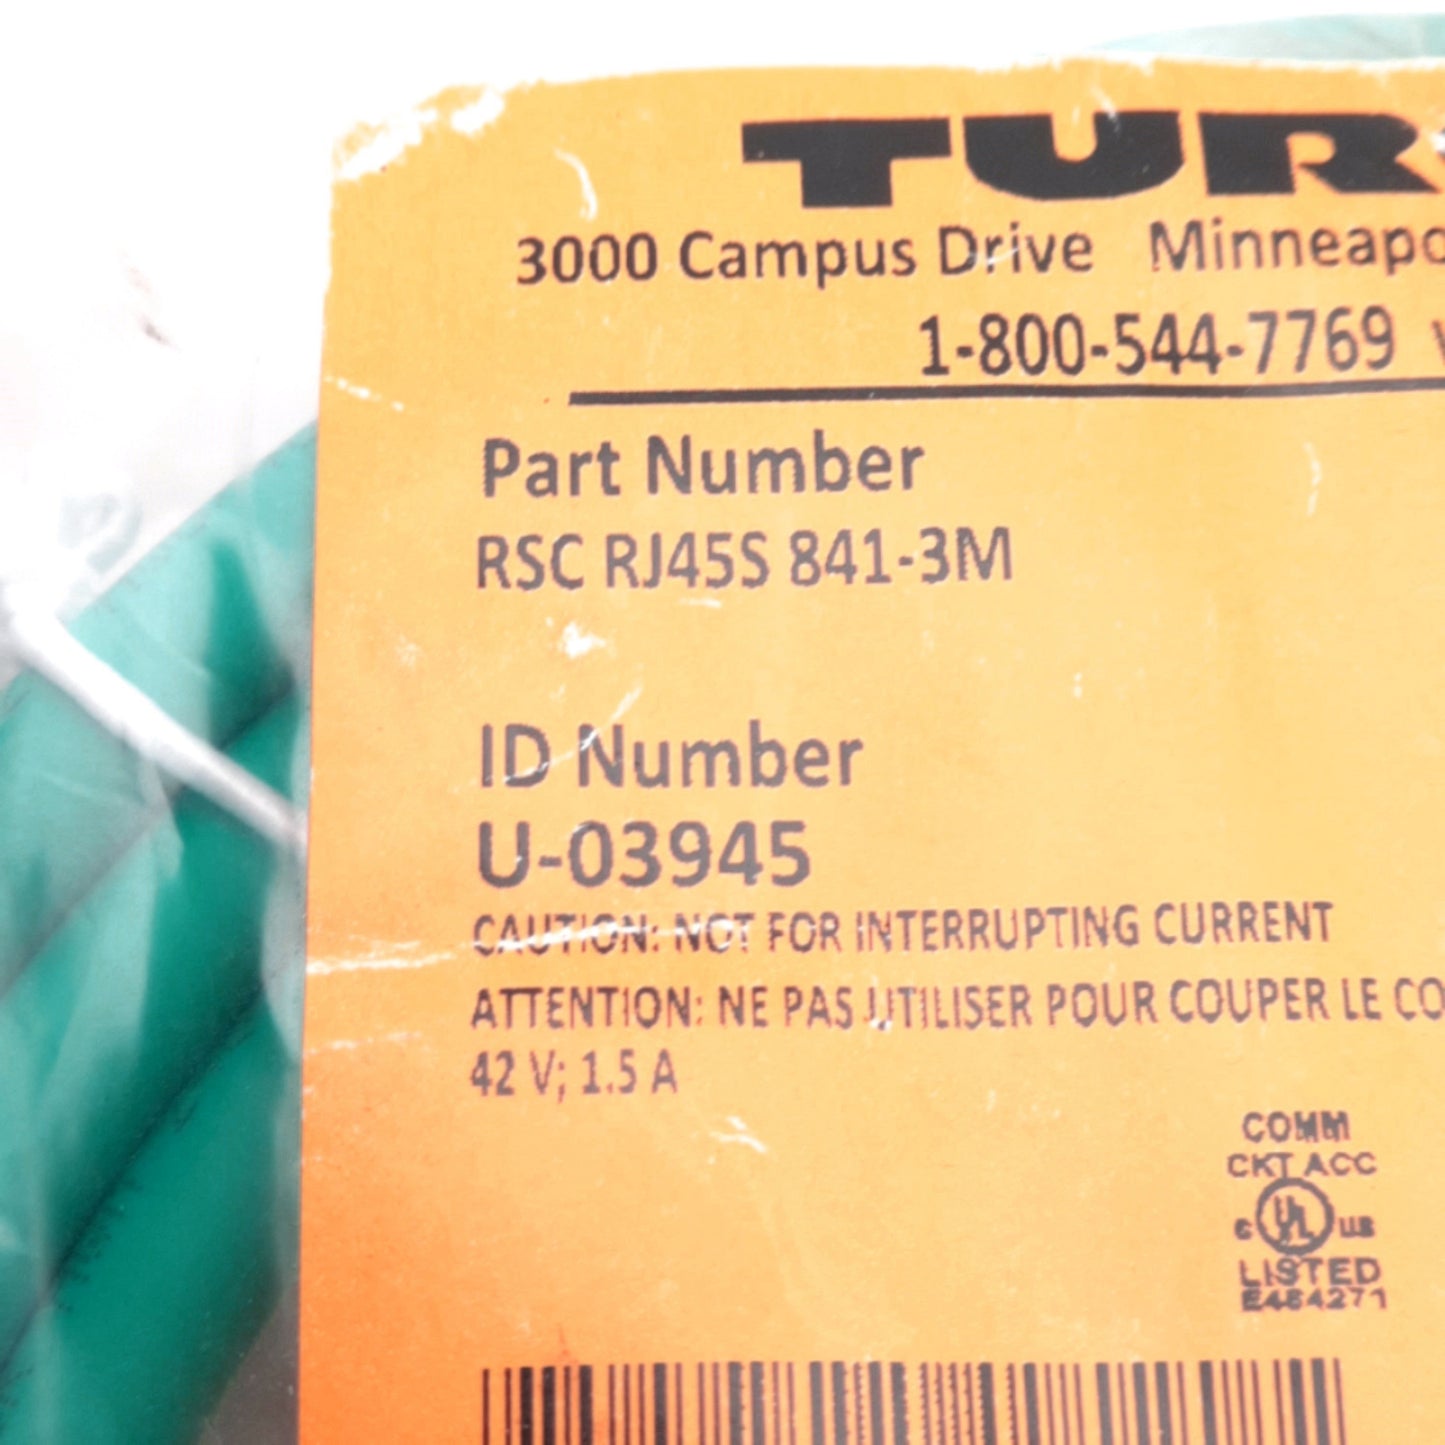 TUR
3000 Campus Drive Minneapo
1-800-544-7769
Part Number
RSC RJ45S 841-3M
ID Number
U-03945
CAUTION: NOT FOR INTERRUPTING CURRENT
ATTENTION: NE PAS UTILISER POUR COUPER LE CO
42 V; 1.5 A
COMM
CKT ACC
c UL us
LISTED
E484271